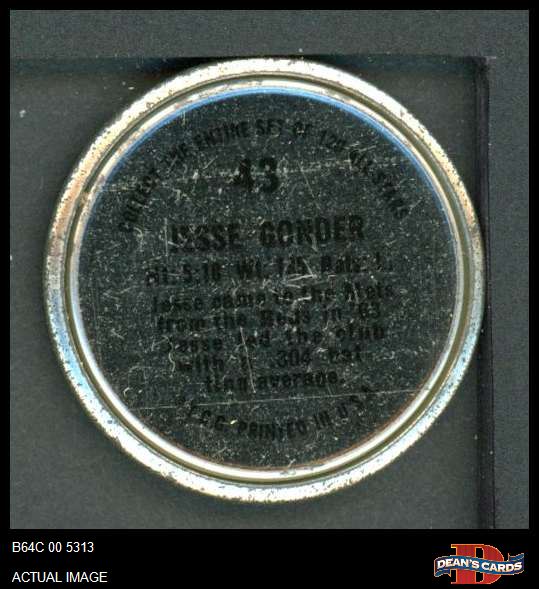 COLLECT THE ENTIRE SET OF 120 ALL-STARS
43
JESSE GONDER
Ht. 5:10 Wt. Bats: L.
Jesse came to the Mets
from the Reds in '63.
Jesse led the club
with a .304 bat-
ting average.
T.C.G. PRINTED IN U.S.A.
B64C 00 5313
ACTUAL IMAGE
D
DEAN'S CARDS